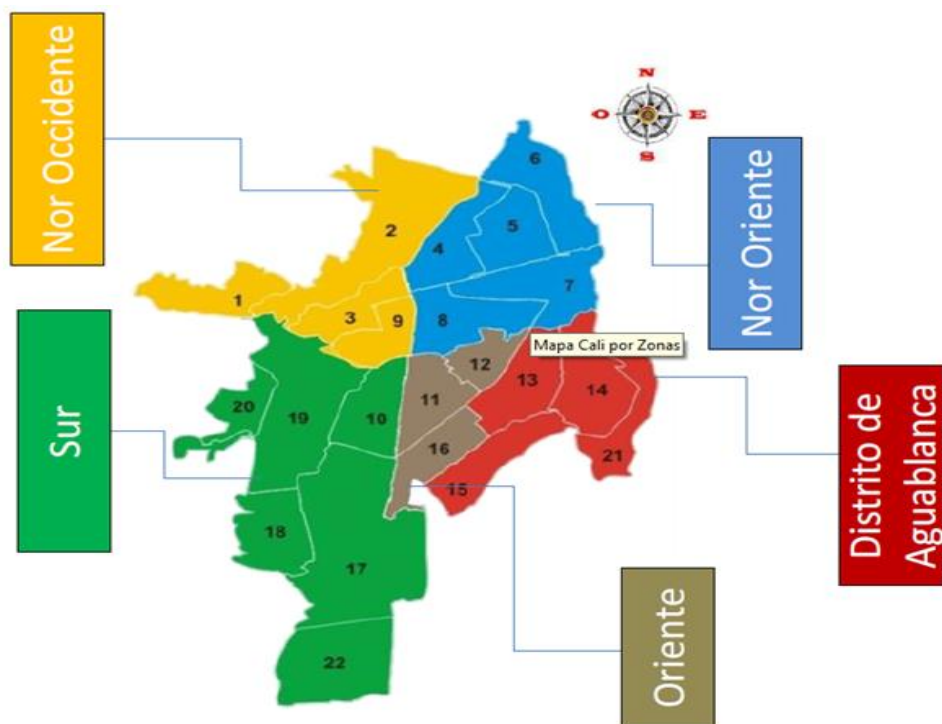 Nor Occidente
N
O
E
S
6
Nor Oriente
2
5
4
7
1
3
9
8
Mapa Cali por Zonas
12
13
14
11
20
19
10
Sur
16
21
15
Distrito de
Aguablanca
18
17
Oriente
22